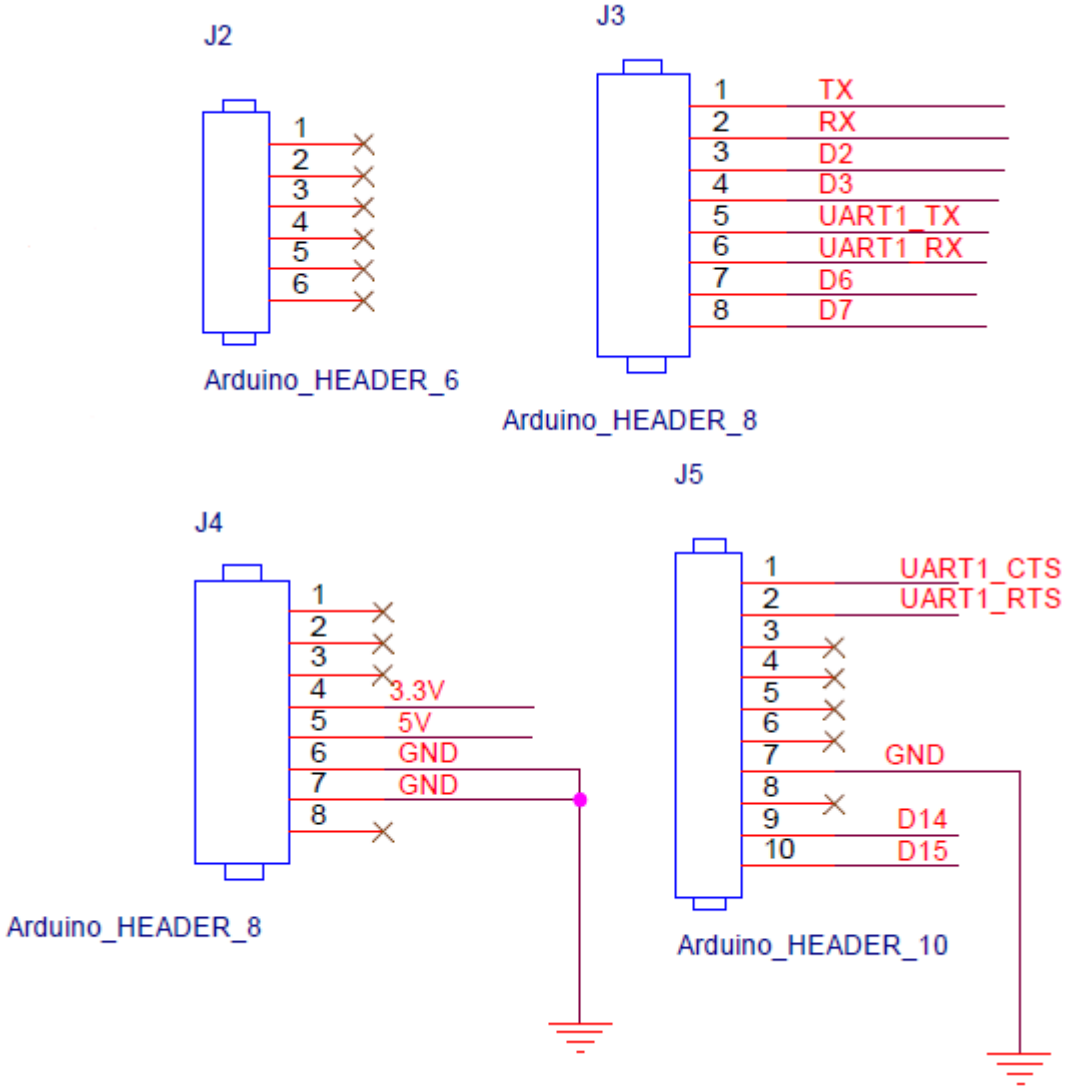 J2
1
2
3
4
5
6
Arduino_HEADER_6
J3
1 TX
2 RX
3 D2
4 D3
5 UART1_TX
6 UART1_RX
7 D6
8 D7
Arduino_HEADER_8
J4
1
2
3
4 3.3V
5 5V
6 GND
7 GND
8
Arduino_HEADER_8
J5
1 UART1_CTS
2 UART1_RTS
3
4
5
6
7 GND
8
9 D14
10 D15
Arduino_HEADER_10